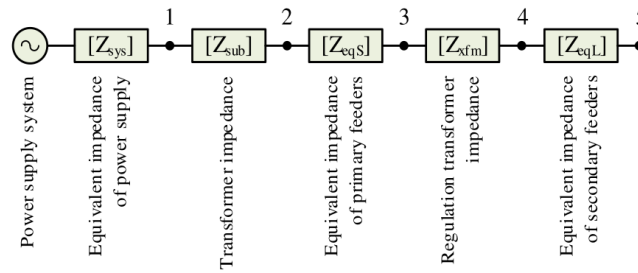 1 2 3 4 5
[Zsys] [Zsub] [ZeqS] [Zxfm] [ZeqL]
Power supply system
Equivalent impedance
of power supply
Transformer impedance
Equivalent impedance
of primary feeders
Regulation transformer
impedance
Equivalent impedance
of secondary feeders